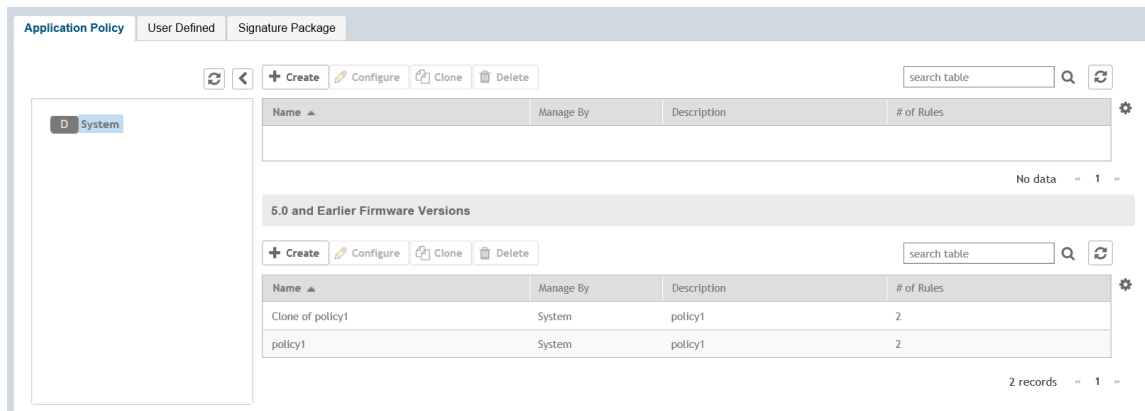 Application Policy User Defined Signature Package
Create Configure Clone Delete search table
D System
Name Manage By Description # of Rules
No data « 1 »
5.0 and Earlier Firmware Versions
Create Configure Clone Delete search table
Name Manage By Description # of Rules
Clone of policy1 System policy1 2
policy1 System policy1 2
2 records « 1 »